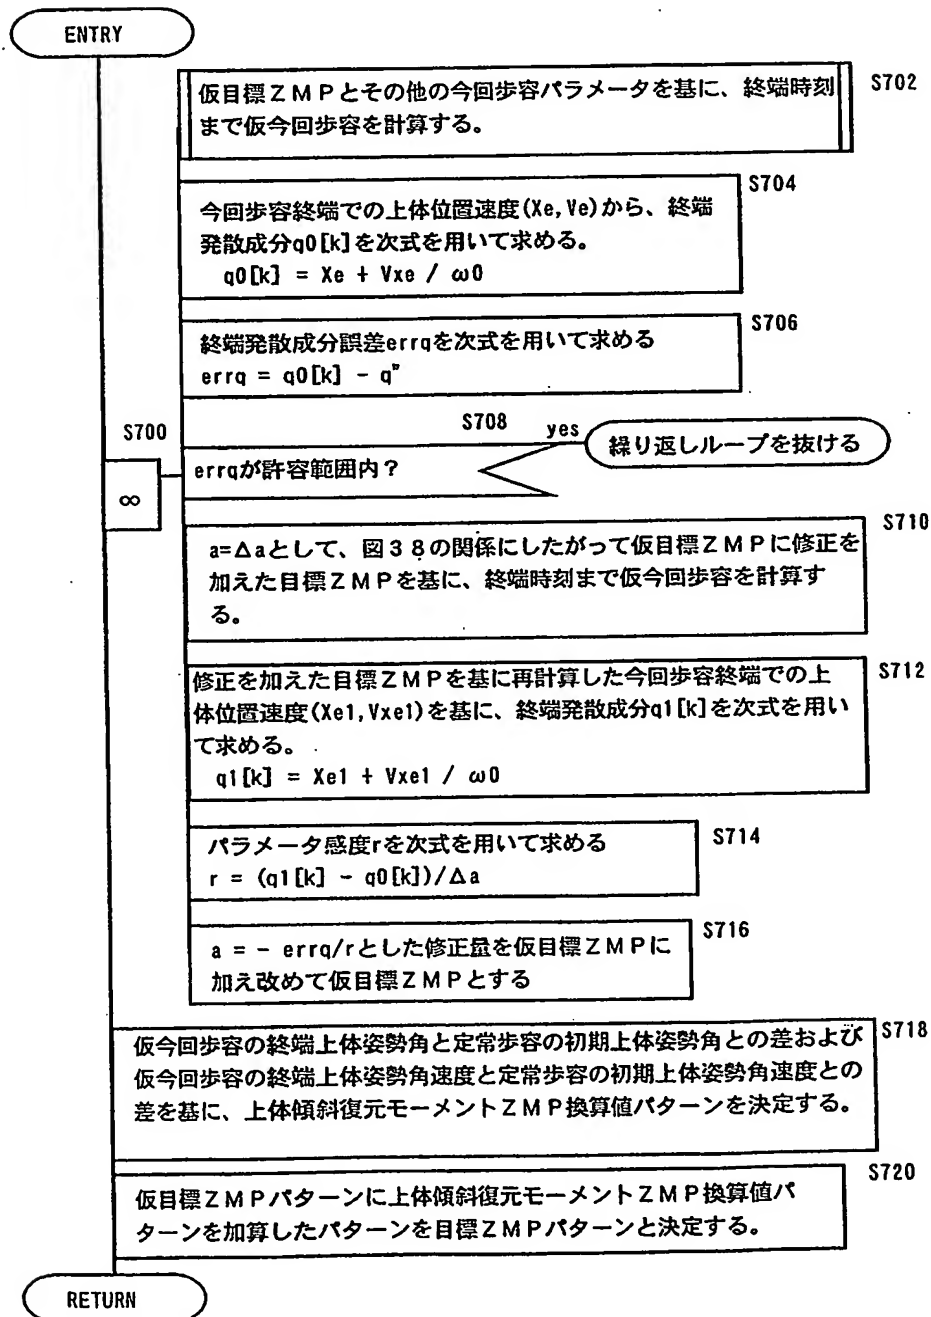 ENTRY
S702
仮目標ZMPとその他の今回歩容パラメータを基に、終端時刻
まで仮今回歩容を計算する。
S704
今回歩容終端での上体位置速度(Xe,Ve)から、終端
発散成分q0[k]を次式を用いて求める。
q0[k] = Xe + Vxe / ω0
S706
終端発散成分誤差errqを次式を用いて求める
errq = q0[k] - q"
S700
∞
S708
errqが許容範囲内?
yes
繰り返しループを抜ける
S710
a=Δaとして、図38の関係にしたがって仮目標ZMPに修正を
加えた目標ZMPを基に、終端時刻まで仮今回歩容を計算す
る。
S712
修正を加えた目標ZMPを基に再計算した今回歩容終端での上
体位置速度(Xe1,Vxe1)を基に、終端発散成分q1[k]を次式を用い
て求める。
q1[k] = Xe1 + Vxe1 / ω0
S714
パラメータ感度rを次式を用いて求める
r = (q1[k] - q0[k])/Δa
S716
a = - errq/rとした修正量を仮目標ZMPに
加え改めて仮目標ZMPとする
S718
仮今回歩容の終端上体姿勢角と定常歩容の初期上体姿勢角との差および
仮今回歩容の終端上体姿勢角速度と定常歩容の初期上体姿勢角速度との
差を基に、上体傾斜復元モーメントZMP換算値パターンを決定する。
S720
仮目標ZMPパターンに上体傾斜復元モーメントZMP換算値パ
ターンを加算したパターンを目標ZMPパターンと決定する。
RETURN